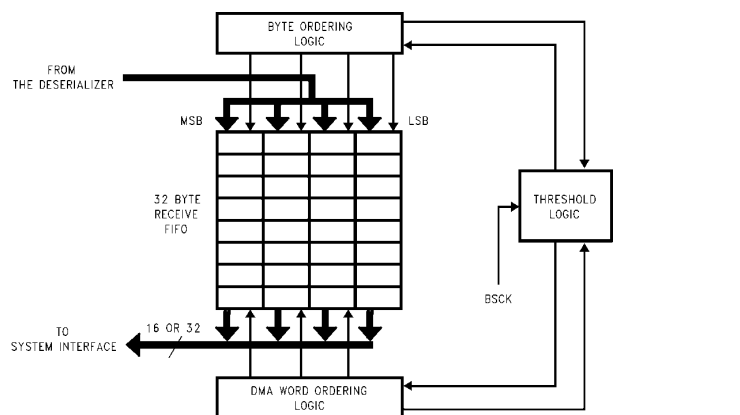 BYTE ORDERING
LOGIC
FROM
THE DESERIALIZER
MSB
LSB
32 BYTE
RECEIVE
FIFO
THRESHOLD
LOGIC
BSCK
TO
SYSTEM INTERFACE
16 OR 32
DMA WORD ORDERING
LOGIC